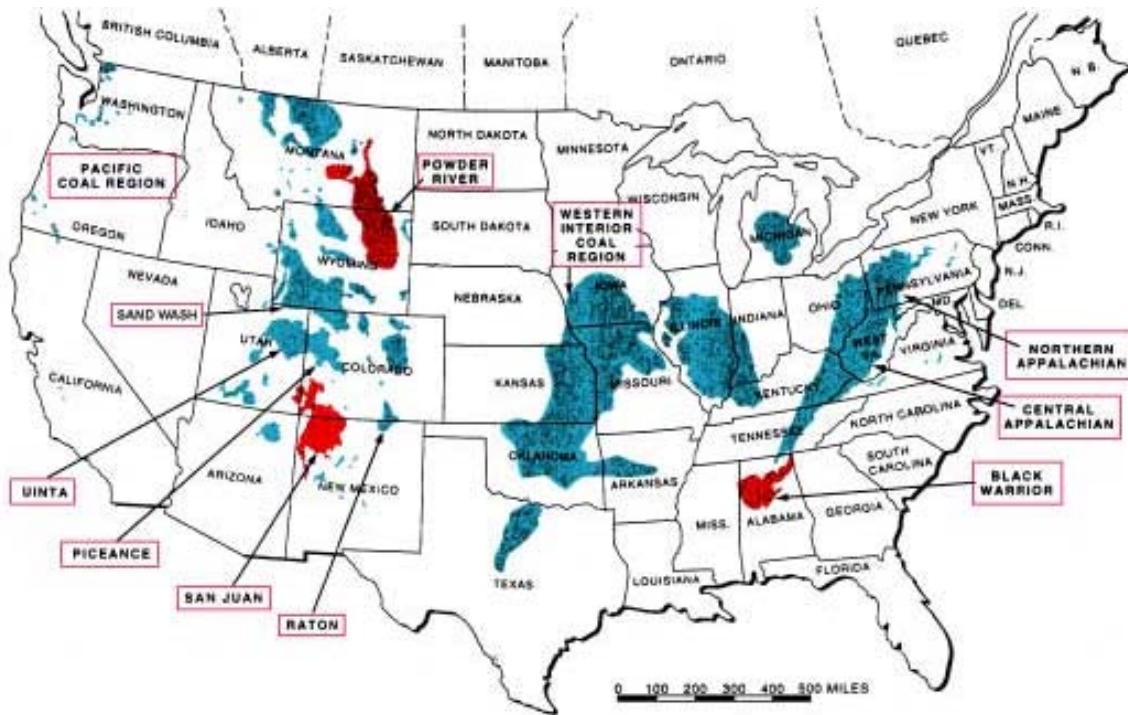 BRITISH COLUMBIA
ALBERTA
SASKATCHEWAN
MANITOBA
ONTARIO
QUEBEC
N. B.
MAINE
WASHINGTON
MONTANA
NORTH DAKOTA
MINNESOTA
VT.
N.H.
MASS.
R.I.
CONN.
NEW YORK
PACIFIC
COAL REGION
POWDER
RIVER
WISCONSIN
MICHIGAN
OREGON
IDAHO
SOUTH DAKOTA
WESTERN
INTERIOR
COAL
REGION
WYOMING
NEVADA
NEBRASKA
IOWA
PENNSYLVANIA
N.J.
MD.
DEL.
SAND WASH
UTAH
COLORADO
ILLINOIS
INDIANA
OHIO
WEST
VA.
VIRGINIA
NORTHERN
APPALACHIAN
CALIFORNIA
KANSAS
MISSOURI
KENTUCKY
CENTRAL
APPALACHIAN
NORTH CABOLINA
TENNESSEE
OKLAHOMA
ARKANSAS
SOUTH
CAROLINA
UINTA
ARIZONA
NEW MEXICO
BLACK
WARRIOR
MISS.
ALABAMA
GEORGIA
PICEANCE
TEXAS
LOUISIANA
FLORIDA
SAN JUAN
RATON
0 100 200 300 400 500 MILES